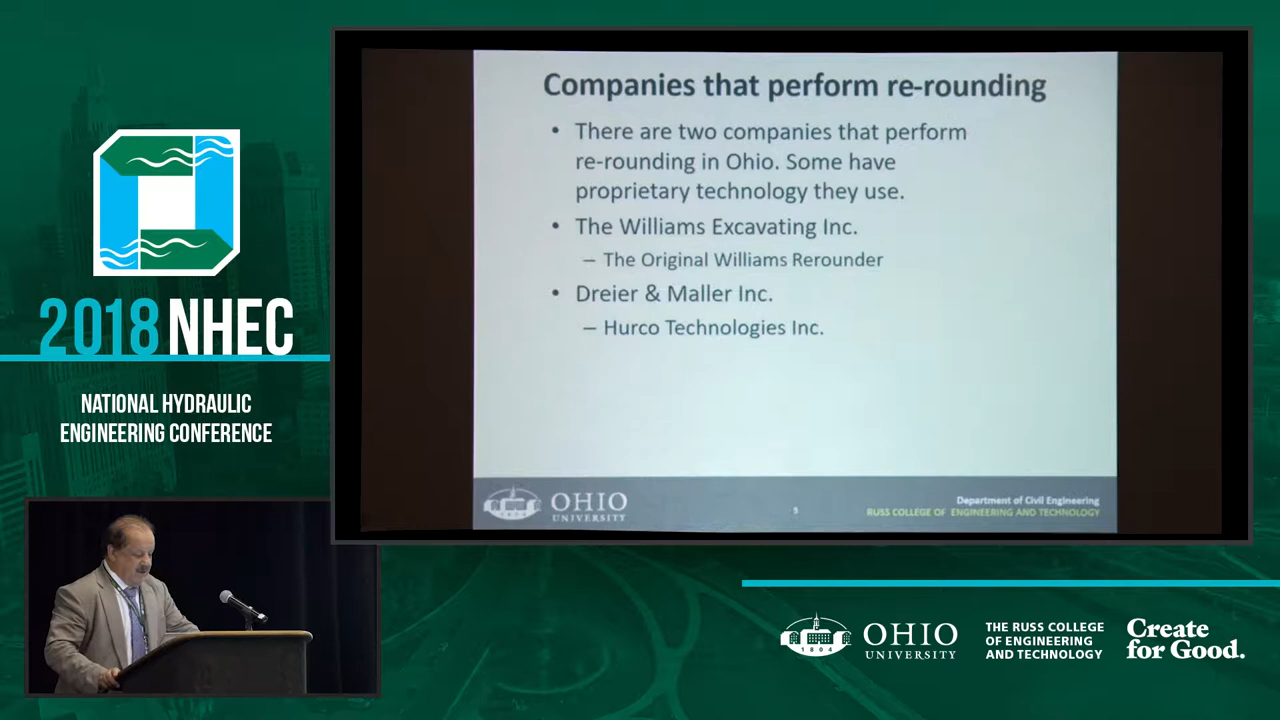 2018 NHEC
NATIONAL HYDRAULIC
ENGINEERING CONFERENCE
Companies that perform re-rounding
• There are two companies that perform
re-rounding in Ohio. Some have
proprietary technology they use.
• The Williams Excavating Inc.
– The Original Williams Rerounder
• Dreier & Maller Inc.
– Hurco Technologies Inc.
OHIO
UNIVERSITY
5
Department of Civil Engineering
RUSS COLLEGE OF ENGINEERING AND TECHNOLOGY
1804
OHIO
UNIVERSITY
THE RUSS COLLEGE
OF ENGINEERING
AND TECHNOLOGY
Create
for Good.